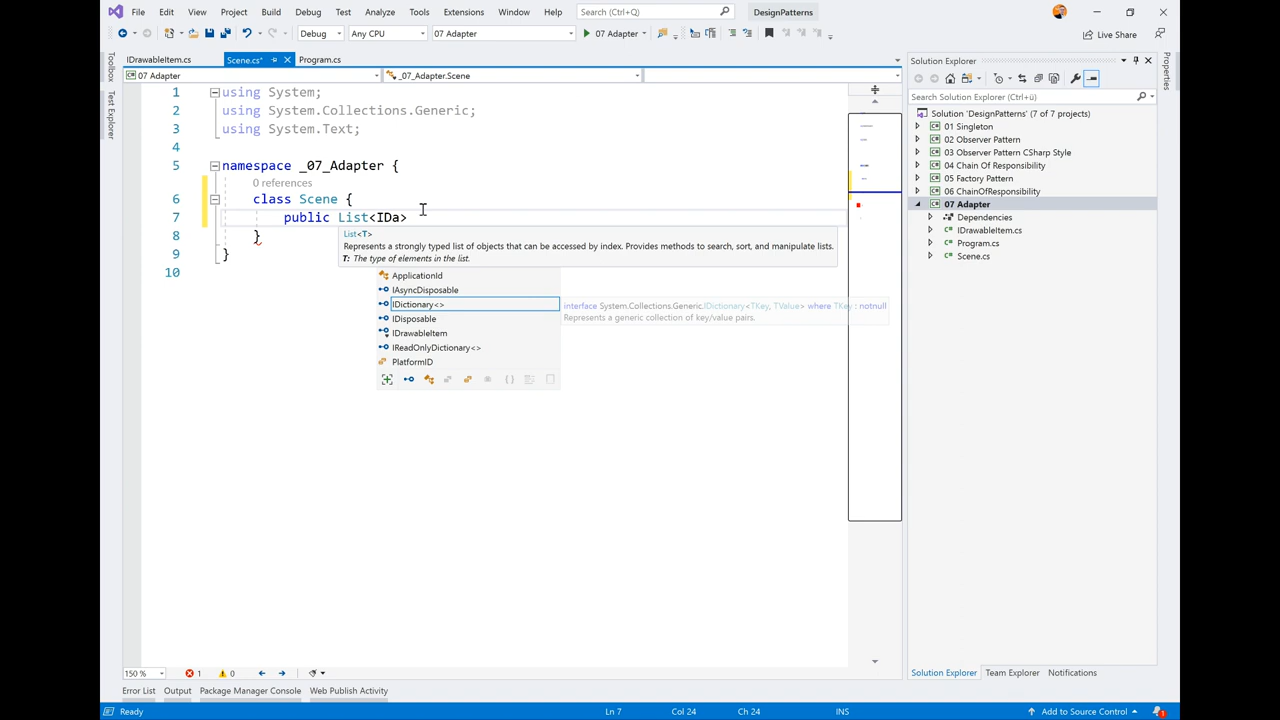 File Edit View Project Build Debug Test Analyze Tools Extensions Window Help Search (Ctrl+Q) DesignPatterns
Debug Any CPU 07 Adapter 07 Adapter Live Share
IDrawableItem.cs Scene.cs* Program.cs
07 Adapter _07_Adapter.Scene
Toolbox
Test Explorer
1 using System;
2 using System.Collections.Generic;
3 using System.Text;
4
5 namespace _07_Adapter {
0 references
6 class Scene {
7 public List<IDa>
8 }
9 }
10
List<T>
Represents a strongly typed list of objects that can be accessed by index. Provides methods to search, sort, and manipulate lists.
T: The type of elements in the list.
ApplicationId
IAsyncDisposable
IDictionary<>
IDisposable
IDrawableItem
IReadOnlyDictionary<>
PlatformID
interface System.Collections.Generic.IDictionary<TKey, TValue> where TKey : notnull
Represents a generic collection of key/value pairs.
Solution Explorer
Search Solution Explorer (Ctrl+ü)
Solution 'DesignPatterns' (7 of 7 projects)
01 Singleton
02 Observer Pattern
03 Observer Pattern CSharp Style
04 Chain Of Responsibility
05 Factory Pattern
06 ChainOfResponsibility
07 Adapter
Dependencies
IDrawableItem.cs
Program.cs
Scene.cs
Properties
150 % 1 0
Solution Explorer Team Explorer Notifications
Error List Output Package Manager Console Web Publish Activity
Ready Ln 7 Col 24 Ch 24 INS Add to Source Control 1